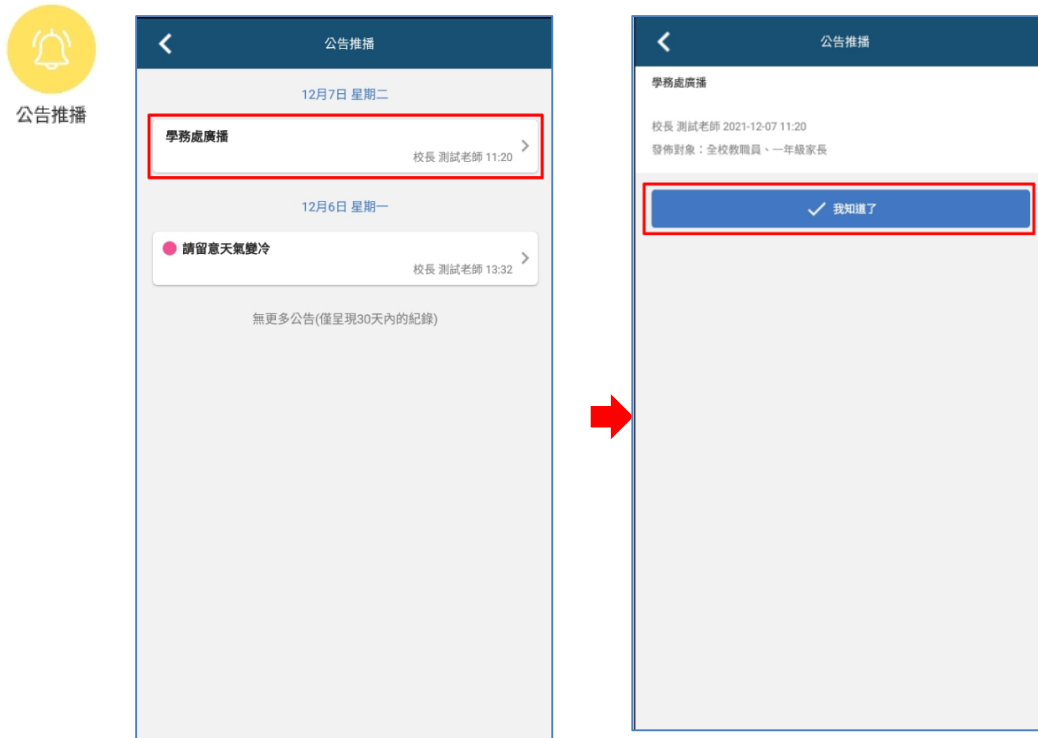 公告推播
公告推播
12月7日 星期二
學務處廣播
校長 測試老師 11:20
12月6日 星期一
請留意天氣變冷
校長 測試老師 13:32
無更多公告(僅呈現30天內的紀錄)
公告推播
學務處廣播
校長 測試老師 2021-12-07 11:20
發佈對象：全校教職員、一年級家長
我知道了